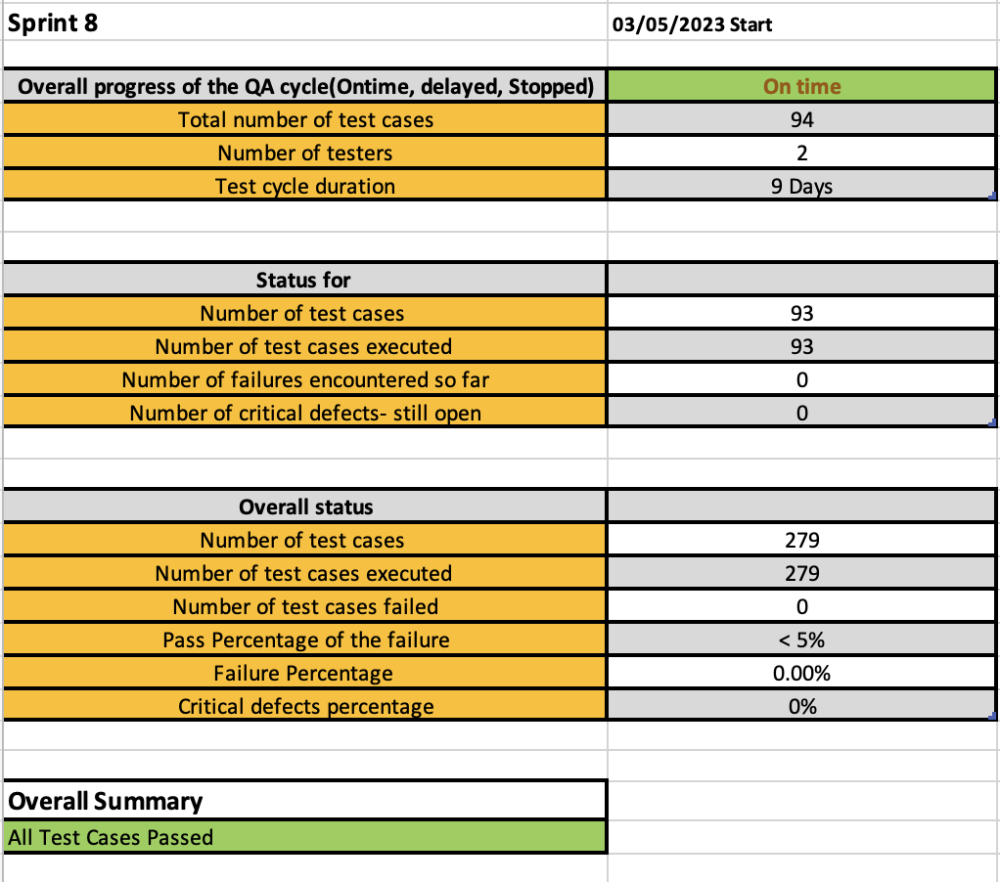 Sprint 8 03/05/2023 Start
Overall progress of the QA cycle(Ontime, delayed, Stopped) On time
Total number of test cases 94
Number of testers 2
Test cycle duration 9 Days
Status for
Number of test cases 93
Number of test cases executed 93
Number of failures encountered so far 0
Number of critical defects- still open 0
Overall status
Number of test cases 279
Number of test cases executed 279
Number of test cases failed 0
Pass Percentage of the failure < 5%
Failure Percentage 0.00%
Critical defects percentage 0%
Overall Summary
All Test Cases Passed